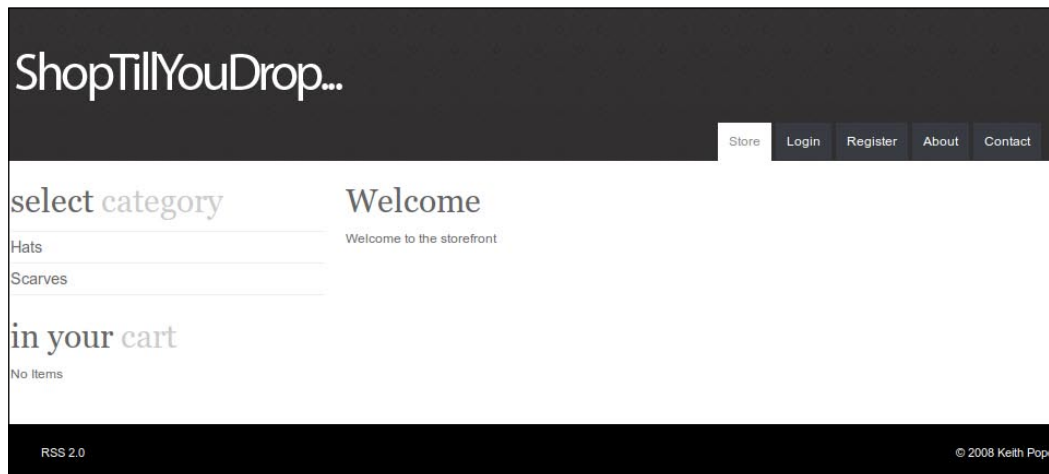 ShopTillYouDrop...
Store Login Register About Contact
select category
Hats
Scarves
in your cart
No Items
Welcome
Welcome to the storefront
RSS 2.0
© 2008 Keith Pope